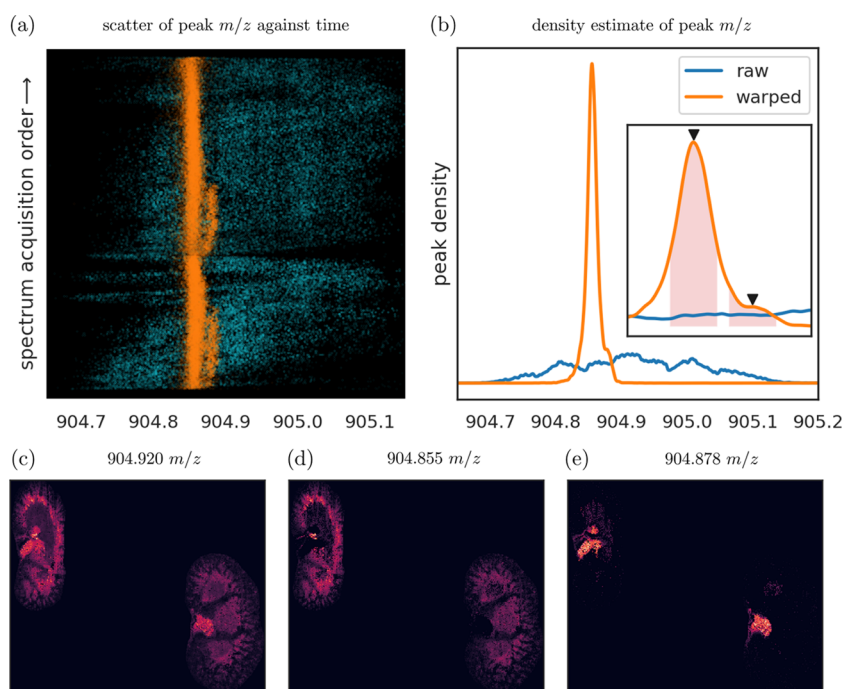 (a) scatter of peak m/z against time
spectrum acquisition order →
904.7 904.8 904.9 905.0 905.1
(b) density estimate of peak m/z
peak density
raw
warped
904.7 904.8 904.9 905.0 905.1 905.2
(c) 904.920 m/z
(d) 904.855 m/z
(e) 904.878 m/z